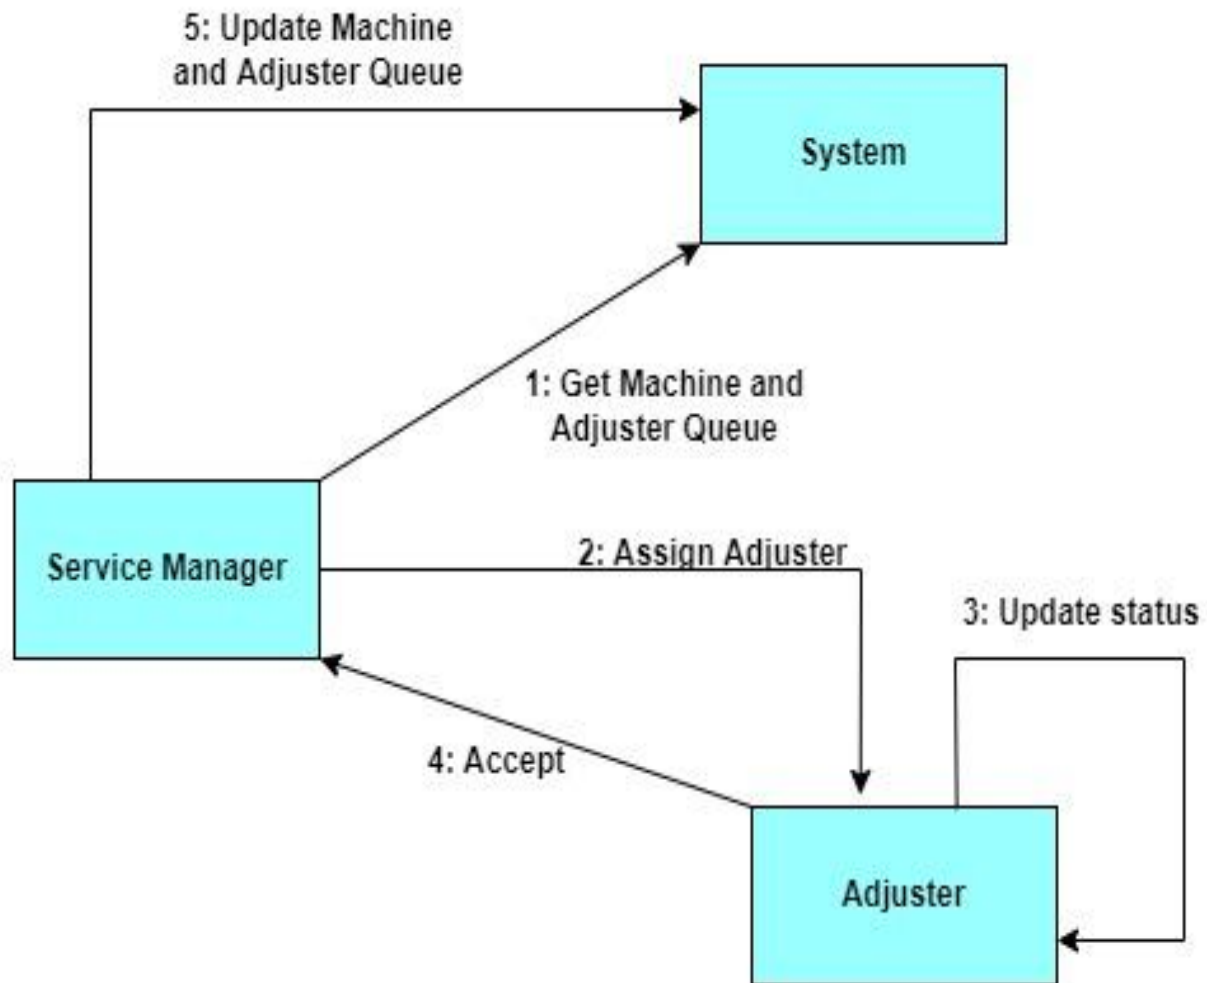 5: Update Machine
and Adjuster Queue
System
1: Get Machine and
Adjuster Queue
Service Manager
2: Assign Adjuster
3: Update status
4: Accept
Adjuster